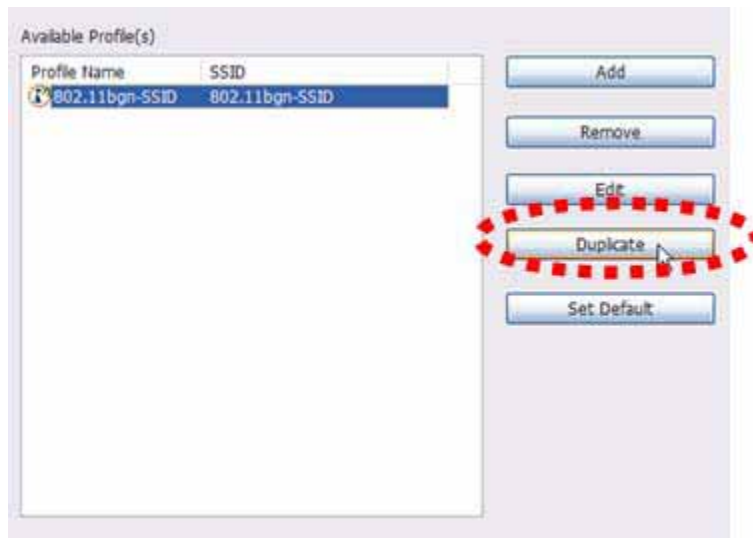 Available Profile(s)
Profile Name SSID
802.11bgn-SSID 802.11bgn-SSID
Add
Remove
Edit
Duplicate
Set Default